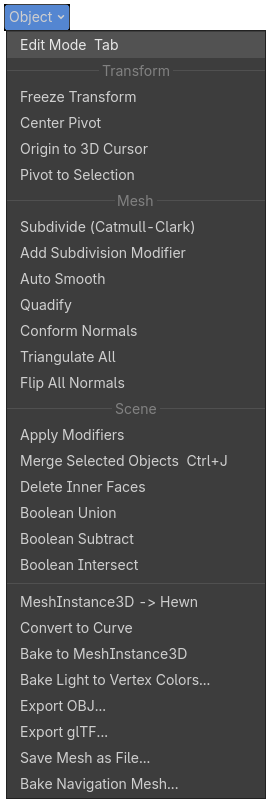 Object
Edit Mode Tab
Transform
Freeze Transform
Center Pivot
Origin to 3D Cursor
Pivot to Selection
Mesh
Subdivide (Catmull-Clark)
Add Subdivision Modifier
Auto Smooth
Quadify
Conform Normals
Triangulate All
Flip All Normals
Scene
Apply Modifiers
Merge Selected Objects Ctrl+J
Delete Inner Faces
Boolean Union
Boolean Subtract
Boolean Intersect
MeshInstance3D -> Hewn
Convert to Curve
Bake to MeshInstance3D
Bake Light to Vertex Colors...
Export OBJ...
Export glTF...
Save Mesh as File...
Bake Navigation Mesh...